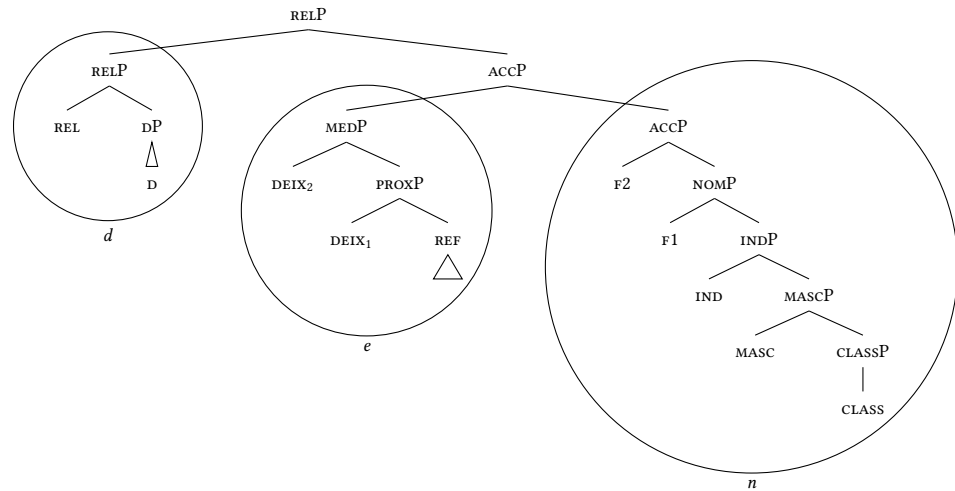 RELP
RELP ACCP
REL DP MEDP ACCP
D DEIX₂ PROXP F2 NOMP
d DEIX₁ REF F1 INDP
IND MASCP
e MASC CLASSP
CLASS
n